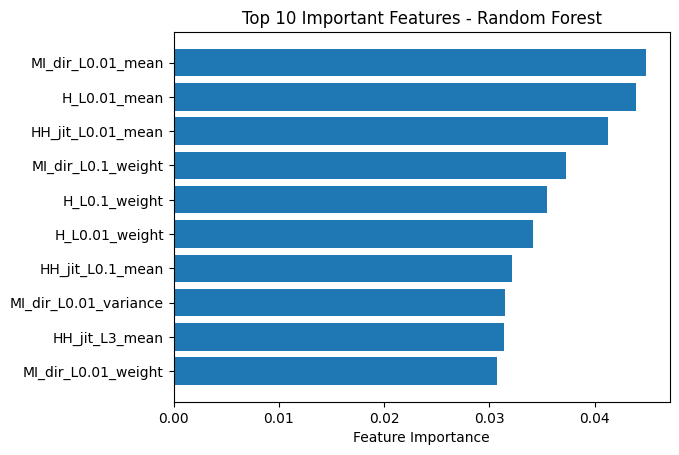 Top 10 Important Features - Random Forest
MI_dir_L0.01_mean
H_L0.01_mean
HH_jit_L0.01_mean
MI_dir_L0.1_weight
H_L0.1_weight
H_L0.01_weight
HH_jit_L0.1_mean
MI_dir_L0.01_variance
HH_jit_L3_mean
MI_dir_L0.01_weight
0.00 0.01 0.02 0.03 0.04
Feature Importance